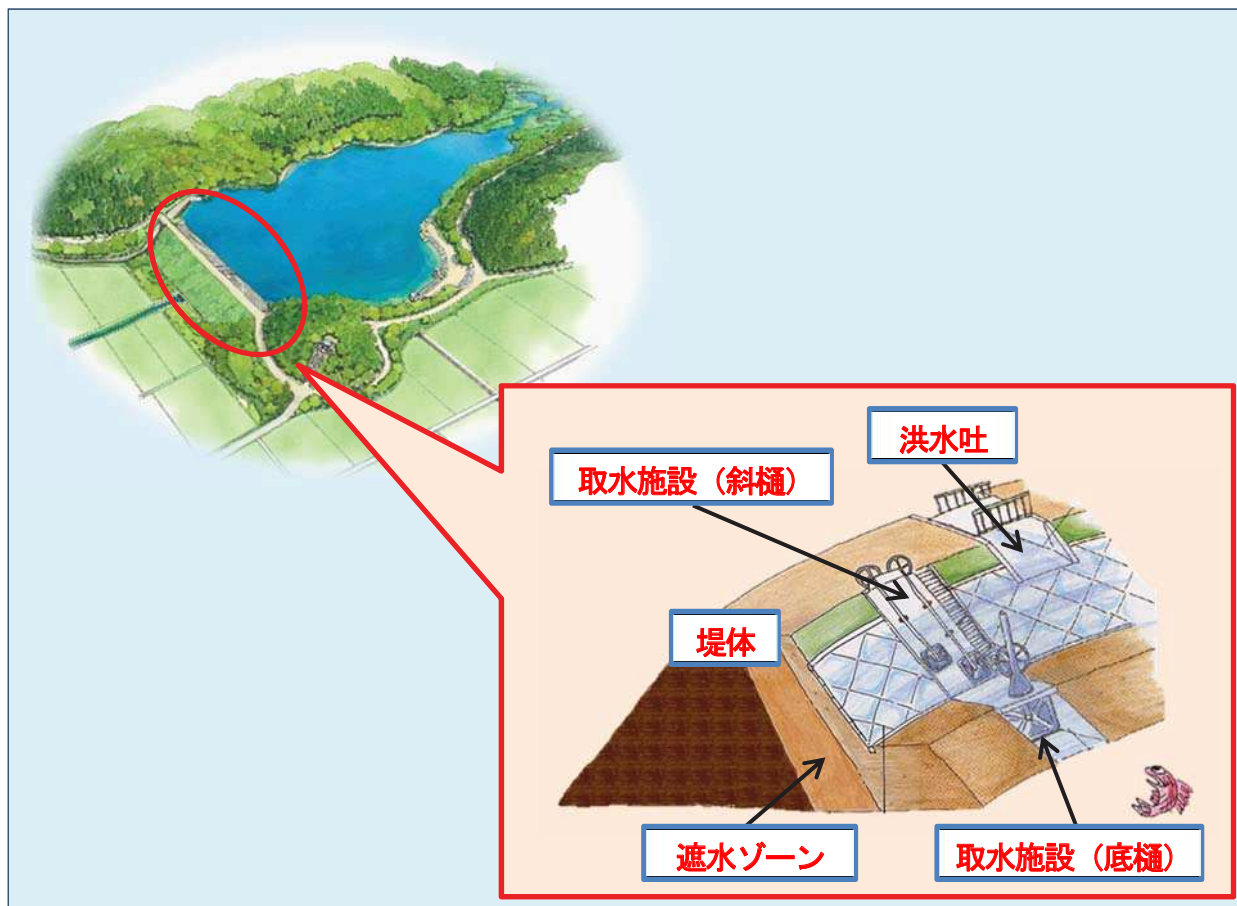 洪水吐
取水施設（斜樋）
堤体
遮水ゾーン
取水施設（底樋）